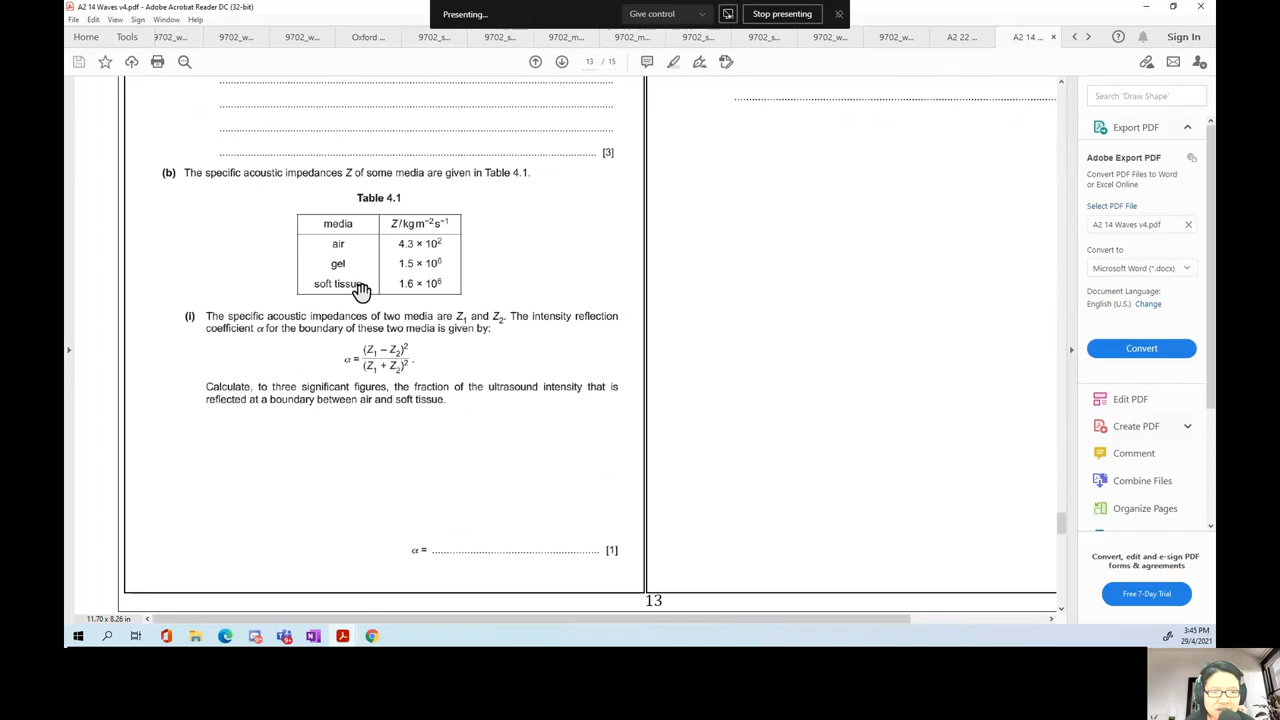 A2 14 Waves v4.pdf - Adobe Acrobat Reader DC (32-bit)
Presenting...
Give control
Stop presenting
File Edit View Sign Window Help
Home Tools 9702_w... 9702_w... 9702_w... Oxford ... 9702_s... 9702_s... 9702_m... 9702_m... 9702_s... 9702_s... 9702_w... 9702_w... A2 22 ... A2 14 ... × Sign In
13 / 15
Search 'Draw Shape'
Export PDF
Adobe Export PDF
Convert PDF Files to Word
or Excel Online
Select PDF File
A2 14 Waves v4.pdf
Convert to
Microsoft Word (*.docx)
Document Language:
English (U.S.) Change
Convert
Edit PDF
Create PDF
Comment
Combine Files
Organize Pages
Convert, edit and e-sign PDF
forms & agreements
Free 7-Day Trial
[3]
(b) The specific acoustic impedances Z of some media are given in Table 4.1.
Table 4.1
media Z/kg m⁻² s⁻¹
air 4.3 × 10²
gel 1.5 × 10⁶
soft tissue 1.6 × 10⁶
(i) The specific acoustic impedances of two media are Z₁ and Z₂. The intensity reflection
coefficient α for the boundary of these two media is given by:
α = (Z₁ − Z₂)² / (Z₁ + Z₂)² .
Calculate, to three significant figures, the fraction of the ultrasound intensity that is
reflected at a boundary between air and soft tissue.
α = ........................................................ [1]
13
11.70 x 8.26 in
3:45 PM
29/4/2021